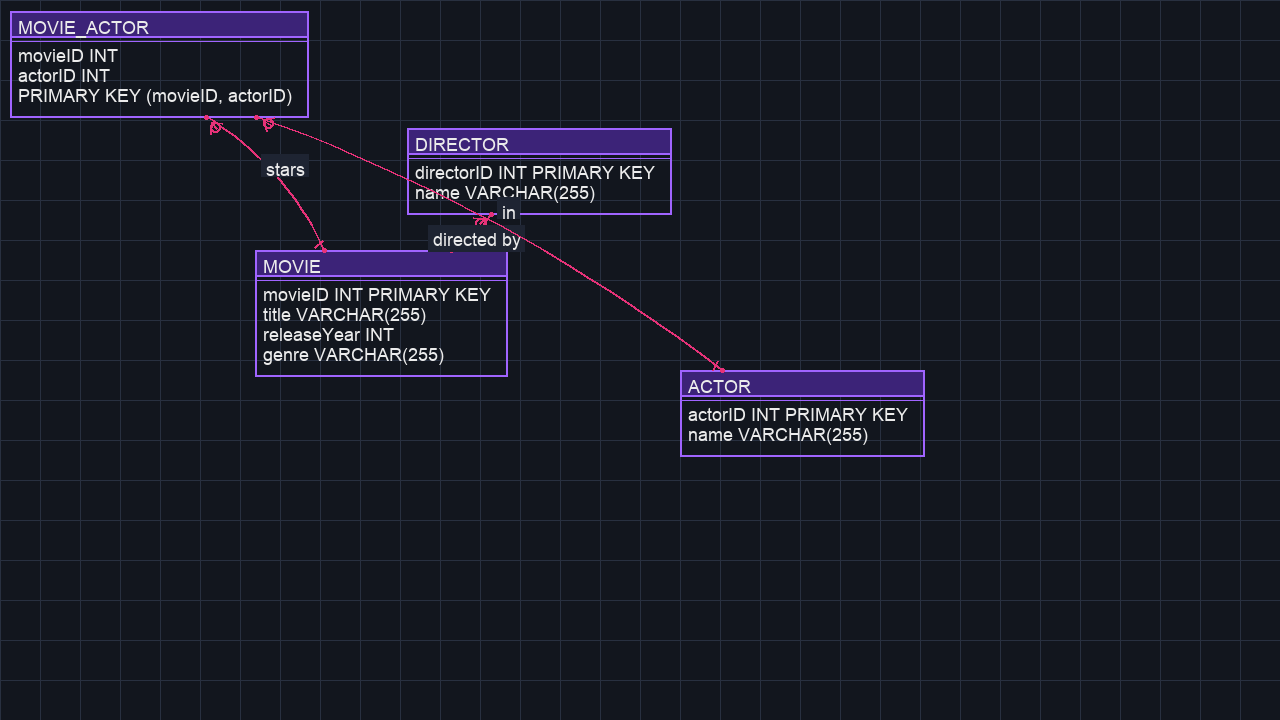 MOVIE_ACTOR
movieID INT
actorID INT
PRIMARY KEY (movieID, actorID)
stars
DIRECTOR
directorID INT PRIMARY KEY
name VARCHAR(255)
in
directed by
MOVIE
movieID INT PRIMARY KEY
title VARCHAR(255)
releaseYear INT
genre VARCHAR(255)
ACTOR
actorID INT PRIMARY KEY
name VARCHAR(255)